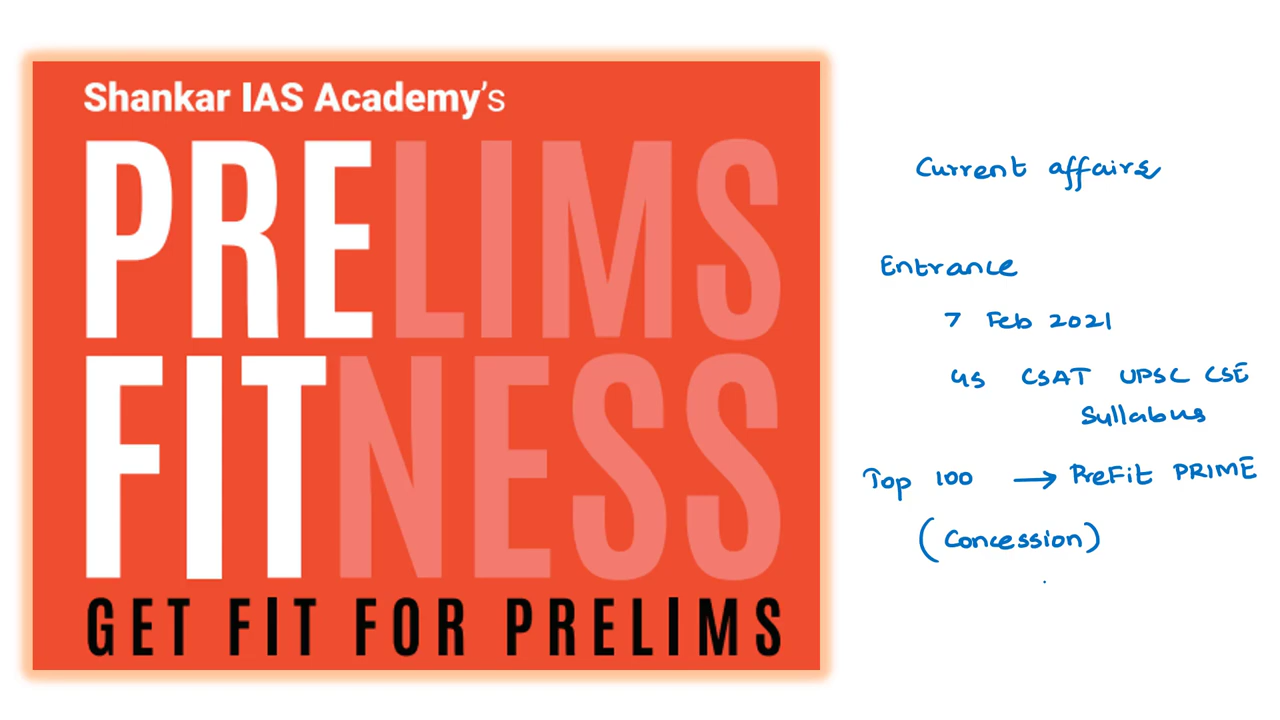 Shankar IAS Academy's
PRELIMS
FITNESS
GET FIT FOR PRELIMS
Current affairs
Entrance
7 Feb 2021
GS CSAT UPSC CSE
Syllabus
Top 100 → PreFit PRIME
(Concession)